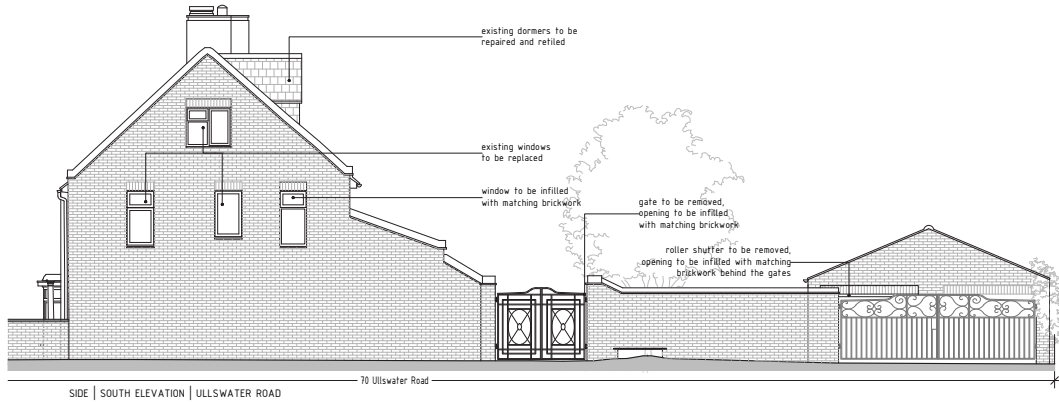 existing dormers to be
repaired and retiled
existing windows
to be replaced
window to be infilled
with matching brickwork
gate to be removed,
opening to be infilled
with matching brickwork
roller shutter to be removed,
opening to be infilled with matching
brickwork behind the gates
70 Ullswater Road
SIDE | SOUTH ELEVATION | ULLSWATER ROAD